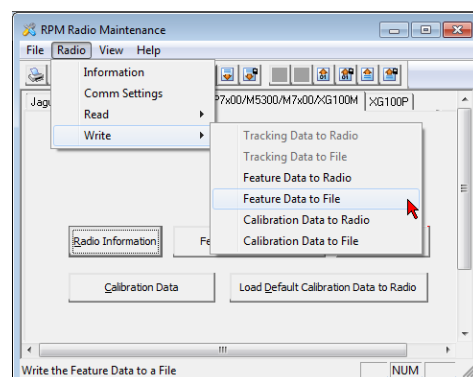 RPM Radio Maintenance
File Radio View Help
Information
Comm Settings
Read
Write
Jagu
P7x00/M5300/M7x00/XG100M
XG100P
Tracking Data to Radio
Tracking Data to File
Feature Data to Radio
Feature Data to File
Calibration Data to Radio
Calibration Data to File
Radio Information
Fe
Calibration Data
Load Default Calibration Data to Radio
Write the Feature Data to a File
NUM